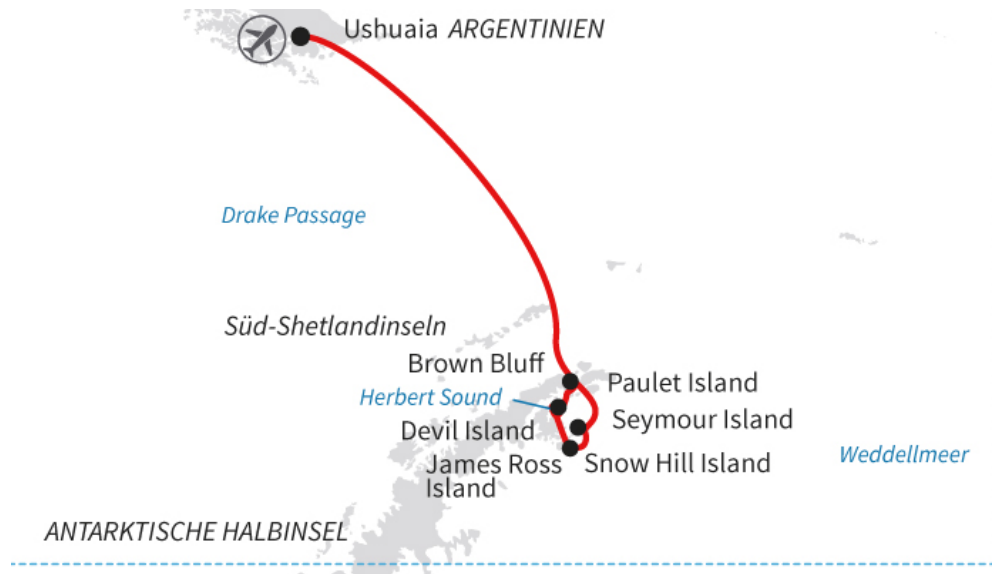 Ushuaia ARGENTINIEN
Drake Passage
Süd-Shetlandinseln
Brown Bluff
Paulet Island
Herbert Sound
Seymour Island
Devil Island
James Ross
Island
Snow Hill Island
Weddellmeer
ANTARKTISCHE HALBINSEL